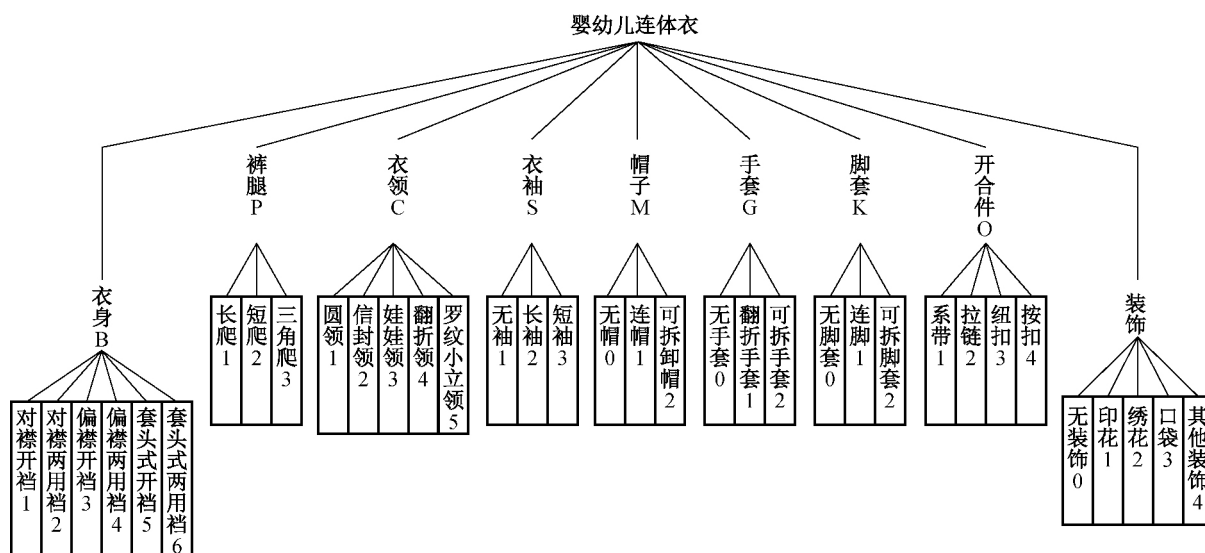 婴幼儿连体衣
衣身B
对襟开裆1
对襟两用裆2
偏襟开裆3
偏襟两用裆4
套头式开裆5
套头式两用裆6
裤腿P
长爬1
短爬2
三角爬3
衣领C
圆领1
信封领2
娃娃领3
翻折领4
罗纹小立领5
衣袖S
无袖1
长袖2
短袖3
帽子M
无帽0
连帽1
可拆卸帽2
手套G
无手套0
翻折手套1
可拆手套2
脚套K
无脚套0
连脚1
可拆脚套2
开合件O
系带1
拉链2
纽扣3
按扣4
装饰
无装饰0
印花1
绣花2
口袋3
其他装饰4